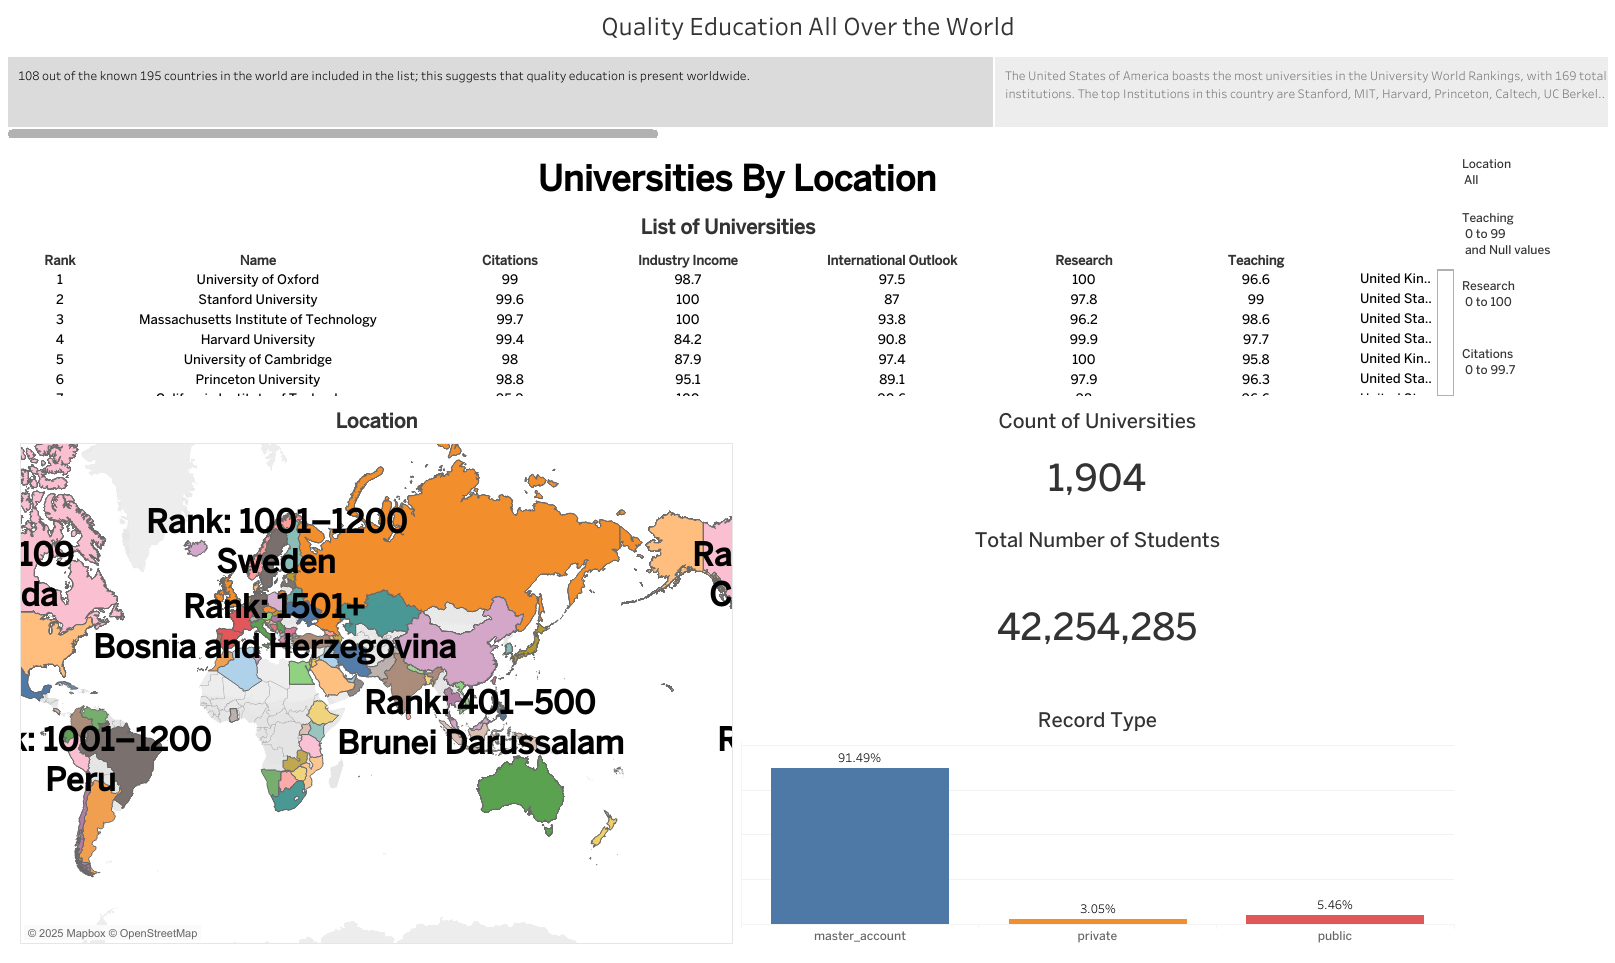 Quality Education All Over the World
108 out of the known 195 countries in the world are included in the list; this suggests that quality education is present worldwide.
The United States of America boasts the most universities in the University World Rankings, with 169 total
institutions. The top Institutions in this country are Stanford, MIT, Harvard, Princeton, Caltech, UC Berkel..
Universities By Location
List of Universities
Rank Name Citations Industry Income International Outlook Research Teaching
1 University of Oxford 99 98.7 97.5 100 96.6 United Kin..
2 Stanford University 99.6 100 87 97.8 99 United Sta..
3 Massachusetts Institute of Technology 99.7 100 93.8 96.2 98.6 United Sta..
4 Harvard University 99.4 84.2 90.8 99.9 97.7 United Sta..
5 University of Cambridge 98 87.9 97.4 100 95.8 United Kin..
6 Princeton University 98.8 95.1 89.1 97.9 96.3 United Sta..
Location
All
Teaching
0 to 99
and Null values
Research
0 to 100
Citations
0 to 99.7
Location
Rank: 1001–1200
Sweden
109
da
Rank: 1501+
Bosnia and Herzegovina
Rank: 401–500
Brunei Darussalam
k: 1001–1200
Peru
Ra
C
R
© 2025 Mapbox © OpenStreetMap
Count of Universities
1,904
Total Number of Students
42,254,285
Record Type
91.49%
3.05%
5.46%
master_account
private
public